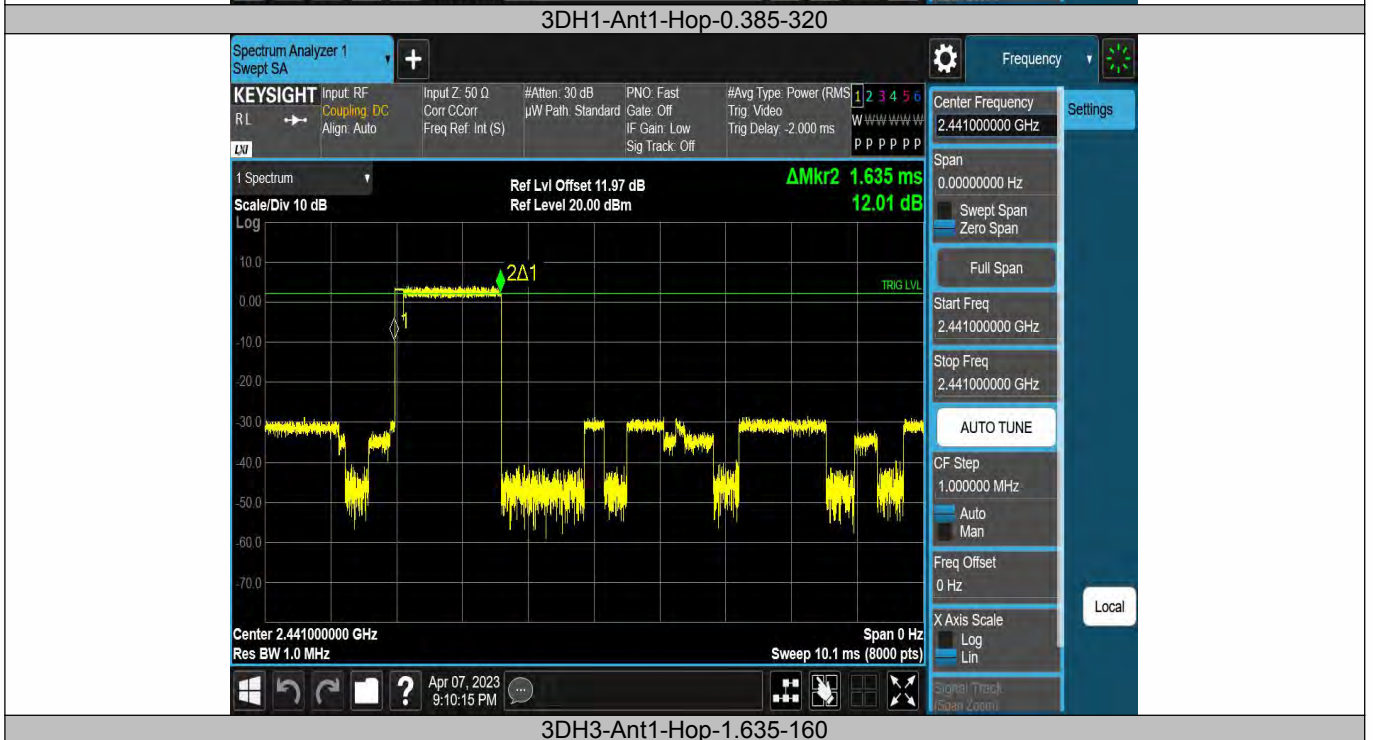 3DH1-Ant1-Hop-0.385-320
Spectrum Analyzer 1
Swept SA
+
Frequency
KEYSIGHT
RL
LXI
Input: RF
Coupling: DC
Align: Auto
Input Z: 50 Ω
Corr CCorr
Freq Ref: Int (S)
#Atten: 30 dB
µW Path: Standard
PNO: Fast
Gate: Off
IF Gain: Low
Sig Track: Off
#Avg Type: Power (RMS
Trig: Video
Trig Delay: -2.000 ms
1 2 3 4 5 6
W W W W W W
P P P P P P
1 Spectrum
Scale/Div 10 dB
Log
Ref Lvl Offset 11.97 dB
Ref Level 20.00 dBm
ΔMkr2 1.635 ms
12.01 dB
10.0
0.00
-10.0
-20.0
-30.0
-40.0
-50.0
-60.0
-70.0
2Δ1
1
TRIG LVL
Center 2.441000000 GHz
Res BW 1.0 MHz
Span 0 Hz
Sweep 10.1 ms (8000 pts)
Center Frequency
2.441000000 GHz
Settings
Span
0.00000000 Hz
Swept Span
Zero Span
Full Span
Start Freq
2.441000000 GHz
Stop Freq
2.441000000 GHz
AUTO TUNE
CF Step
1.000000 MHz
Auto
Man
Freq Offset
0 Hz
X Axis Scale
Log
Lin
Local
Signal Track
(Span Zoom)
?
Apr 07, 2023
9:10:15 PM
3DH3-Ant1-Hop-1.635-160